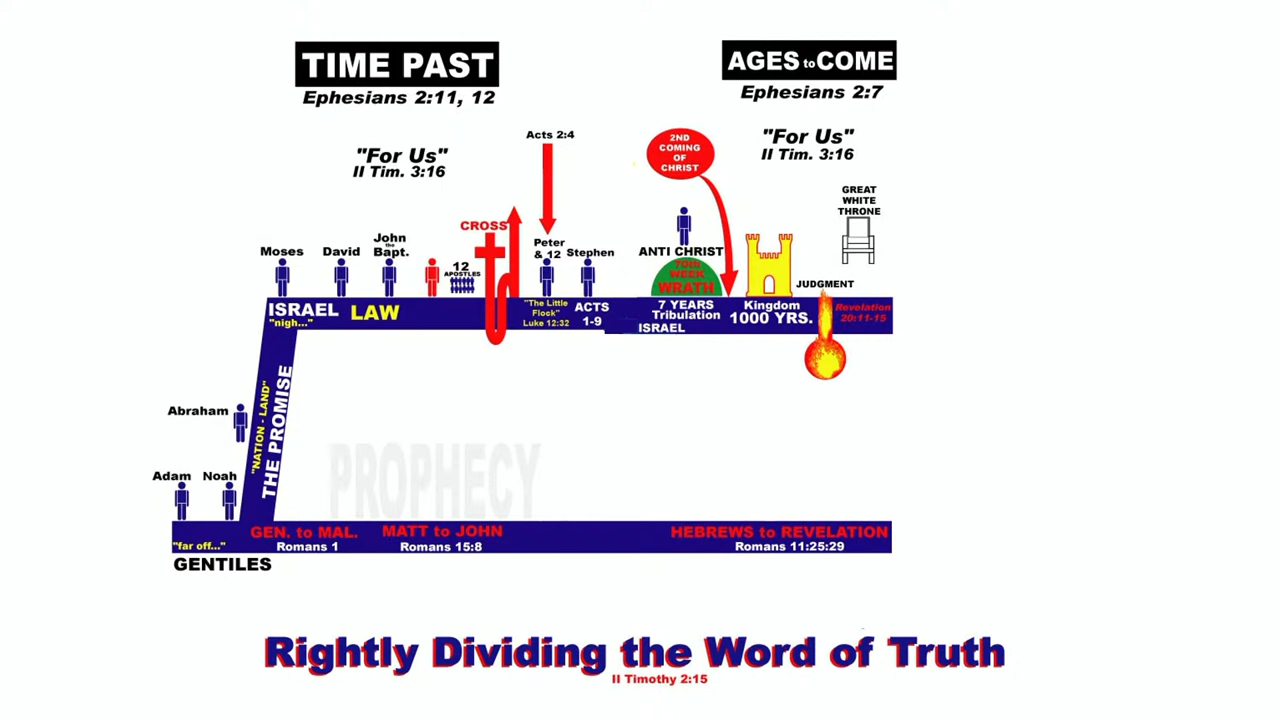 TIME PAST
Ephesians 2:11, 12
AGES to COME
Ephesians 2:7
"For Us"
II Tim. 3:16
Acts 2:4
2ND
COMING
OF
CHRIST
"For Us"
II Tim. 3:16
GREAT
WHITE
THRONE
Moses
David
John
the
Bapt.
12
APOSTLES
CROSS
Peter
& 12
Stephen
ANTI CHRIST
70th
WEEK
WRATH
JUDGMENT
ISRAEL
"nigh..."
LAW
"The Little
Flock"
Luke 12:32
ACTS
1-9
7 YEARS
Tribulation
ISRAEL
Kingdom
1000 YRS.
Revelation
20:11-15
"NATION - LAND"
THE PROMISE
Abraham
Adam
Noah
PROPHECY
"far off..."
GENTILES
GEN. to MAL.
Romans 1
MATT to JOHN
Romans 15:8
HEBREWS to REVELATION
Romans 11:25:29
Rightly Dividing the Word of Truth
II Timothy 2:15